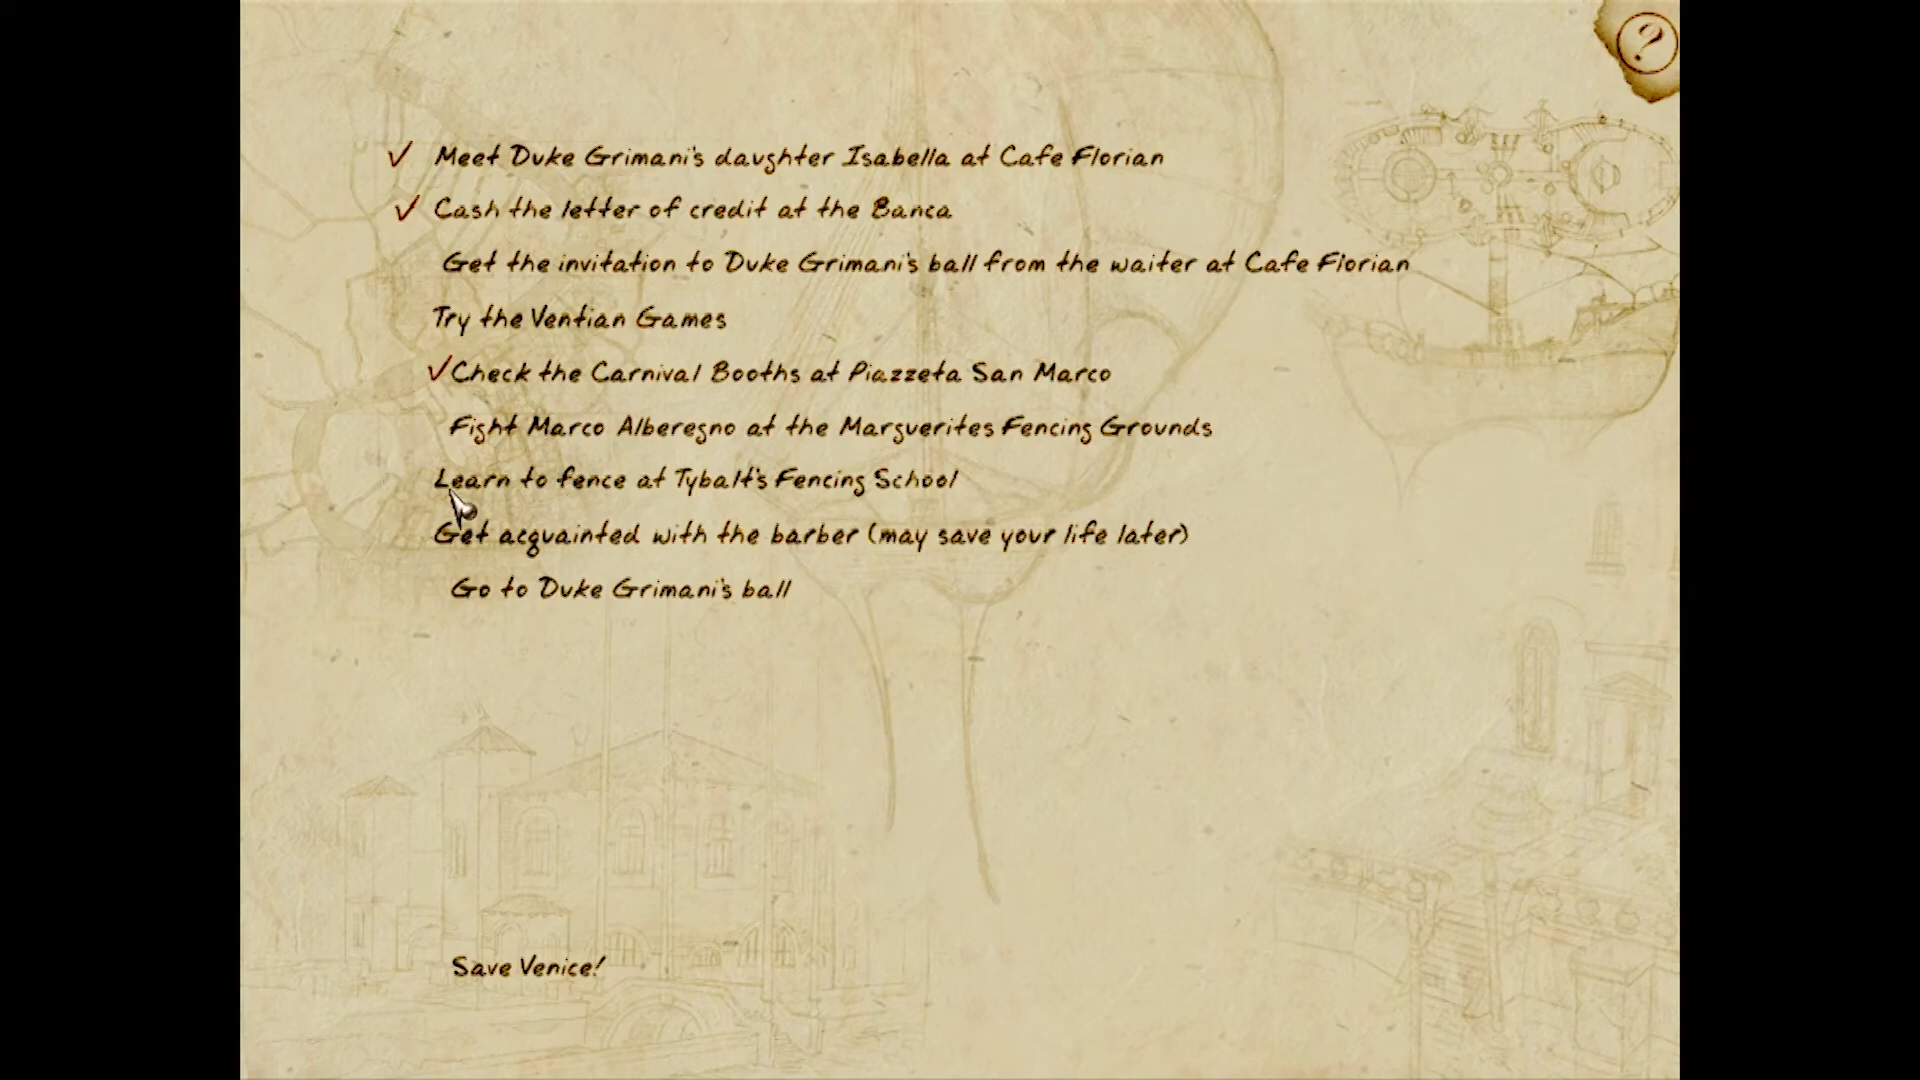 ?
✓ Meet Duke Grimani's daughter Isabella at Cafe Florian
✓ Cash the letter of credit at the Banca
Get the invitation to Duke Grimani's ball from the waiter at Cafe Florian
Try the Ventian Games
✓ Check the Carnival Booths at Piazzeta San Marco
Fight Marco Alberegno at the Marguerites Fencing Grounds
Learn to fence at Tybalt's Fencing School
Get acquainted with the barber (may save your life later)
Go to Duke Grimani's ball
Save Venice!